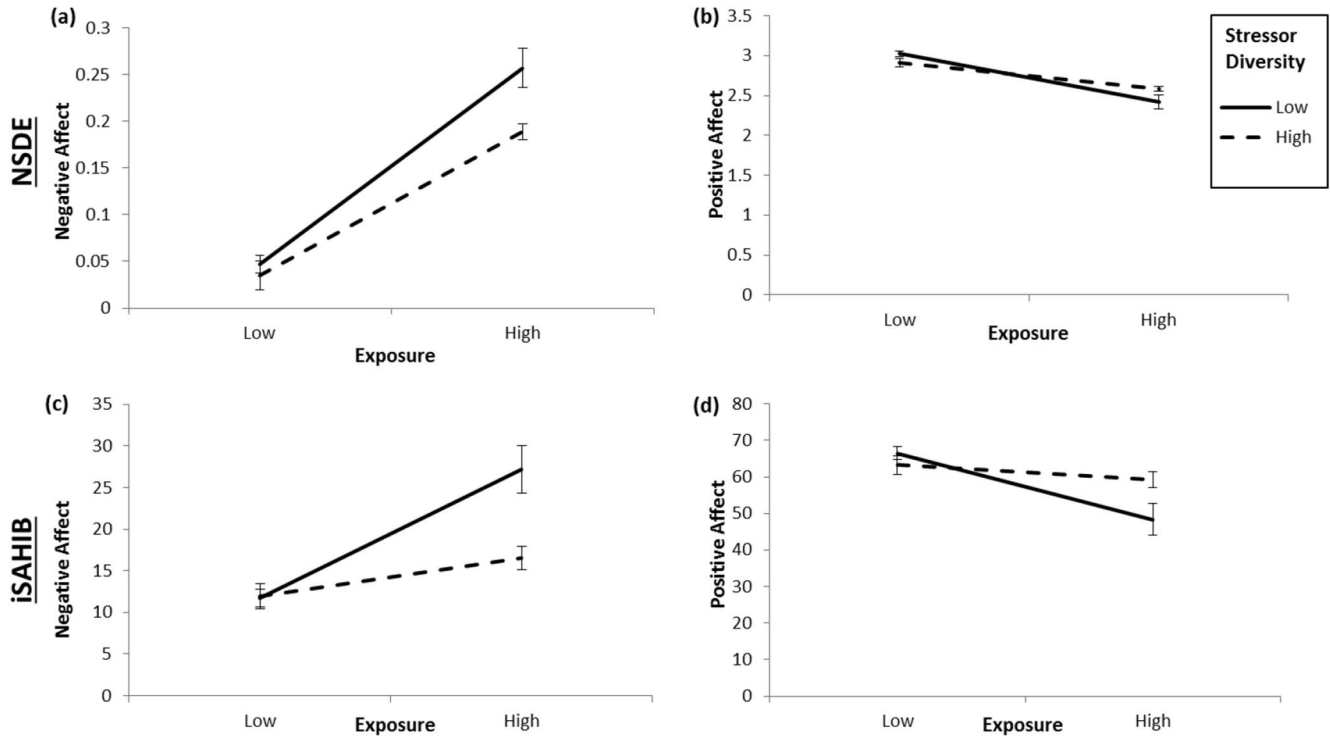 (a)
NSDE
Negative Affect
0.3
0.25
0.2
0.15
0.1
0.05
0
Low
High
Exposure
(b)
Positive Affect
3.5
3
2.5
2
1.5
1
0.5
0
Low
High
Exposure
Stressor
Diversity
Low
High
(c)
iSAHIB
Negative Affect
35
30
25
20
15
10
5
0
Low
High
Exposure
(d)
Positive Affect
80
70
60
50
40
30
20
10
0
Low
High
Exposure